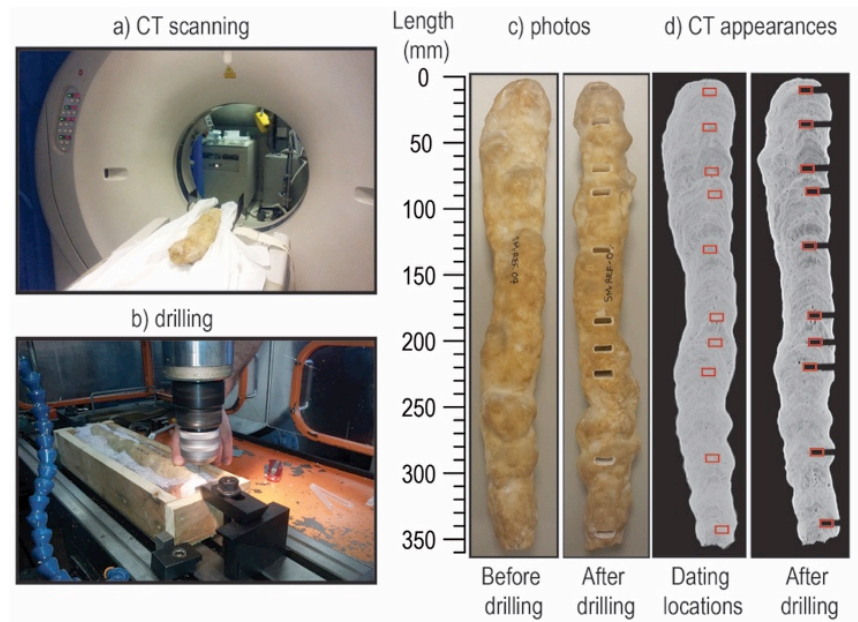 a) CT scanning
b) drilling
Length
(mm)
0
50
100
150
200
250
300
350
c) photos
d) CT appearances
Before
drilling
After
drilling
Dating
locations
After
drilling